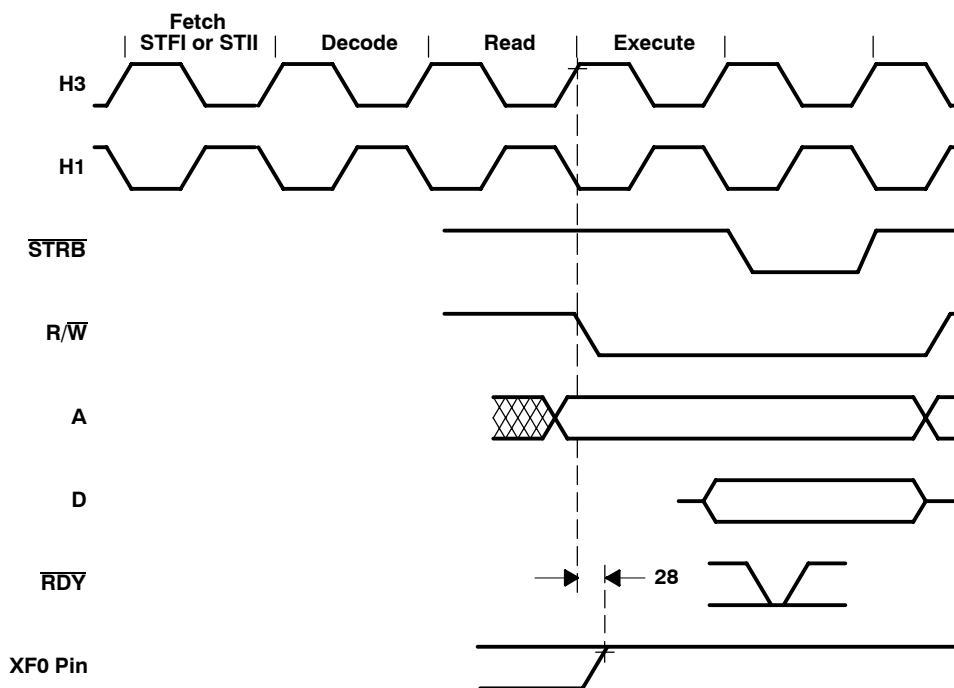 Fetch
STFI or STII | Decode | Read | Execute
H3
H1
STRB
R/W
A
D
RDY
28
XF0 Pin